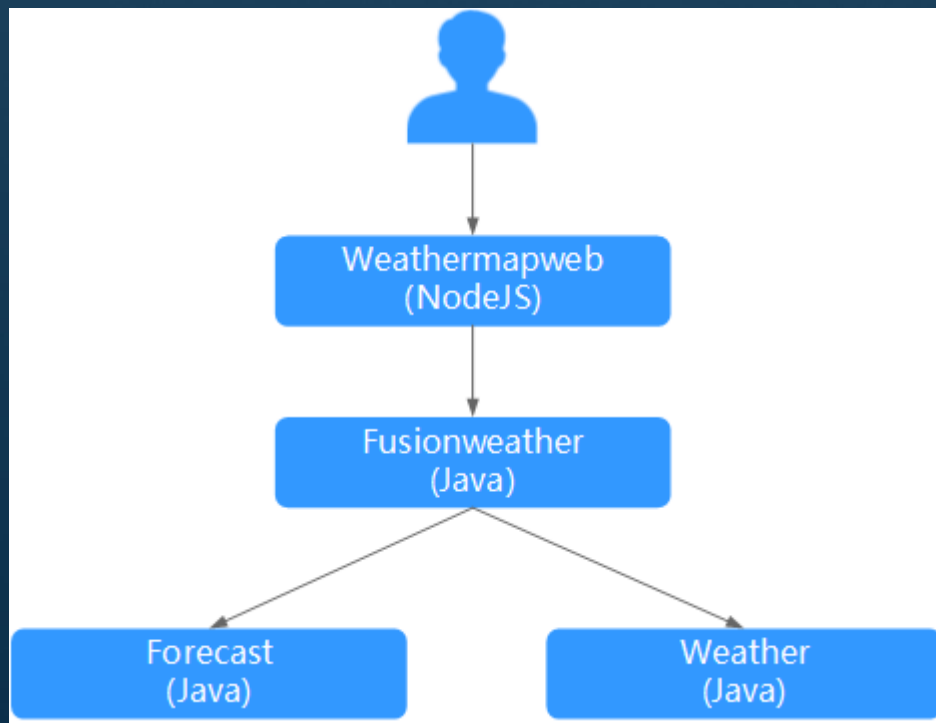 Weathermapweb
(NodeJS)
Fusionweather
(Java)
Forecast
(Java)
Weather
(Java)